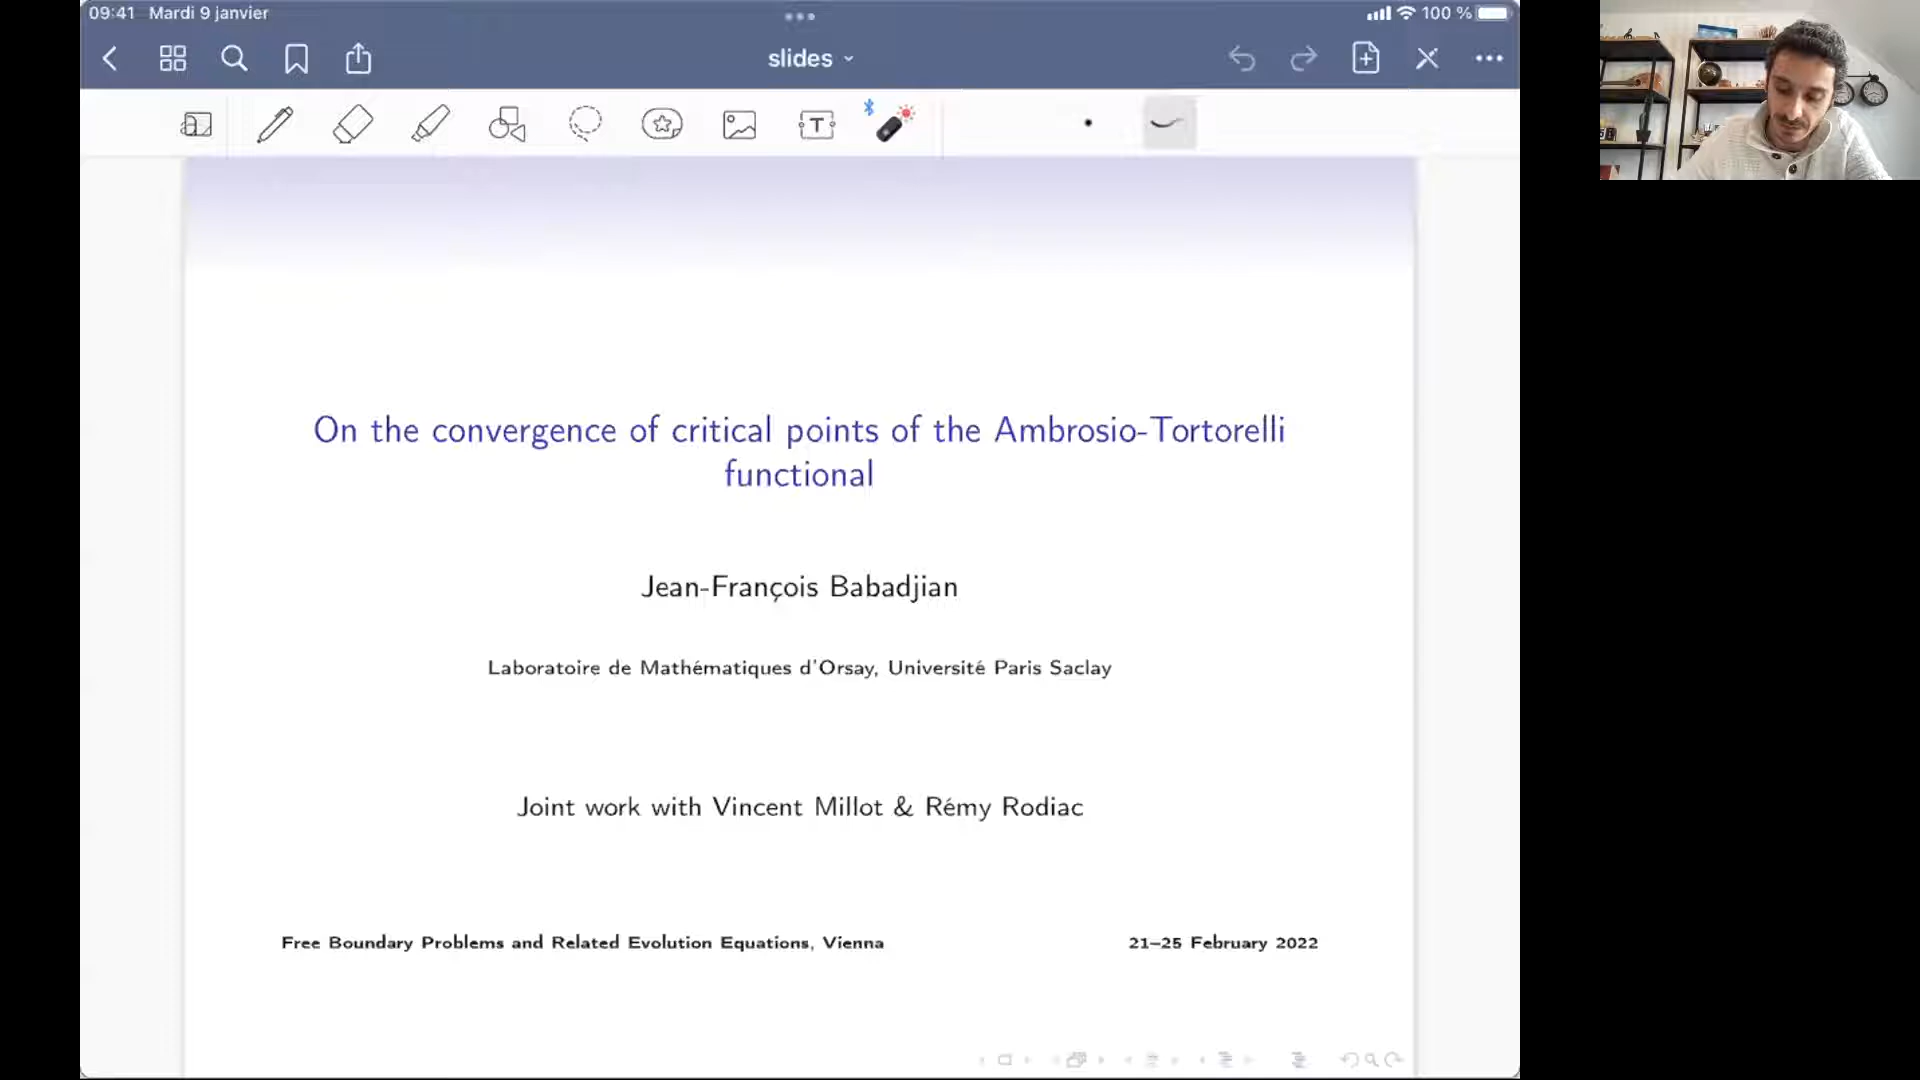 09:41 Mardi 9 janvier
100 %
slides
T
On the convergence of critical points of the Ambrosio-Tortorelli
functional
Jean-François Babadjian
Laboratoire de Mathématiques d'Orsay, Université Paris Saclay
Joint work with Vincent Millot & Rémy Rodiac
Free Boundary Problems and Related Evolution Equations, Vienna
21–25 February 2022